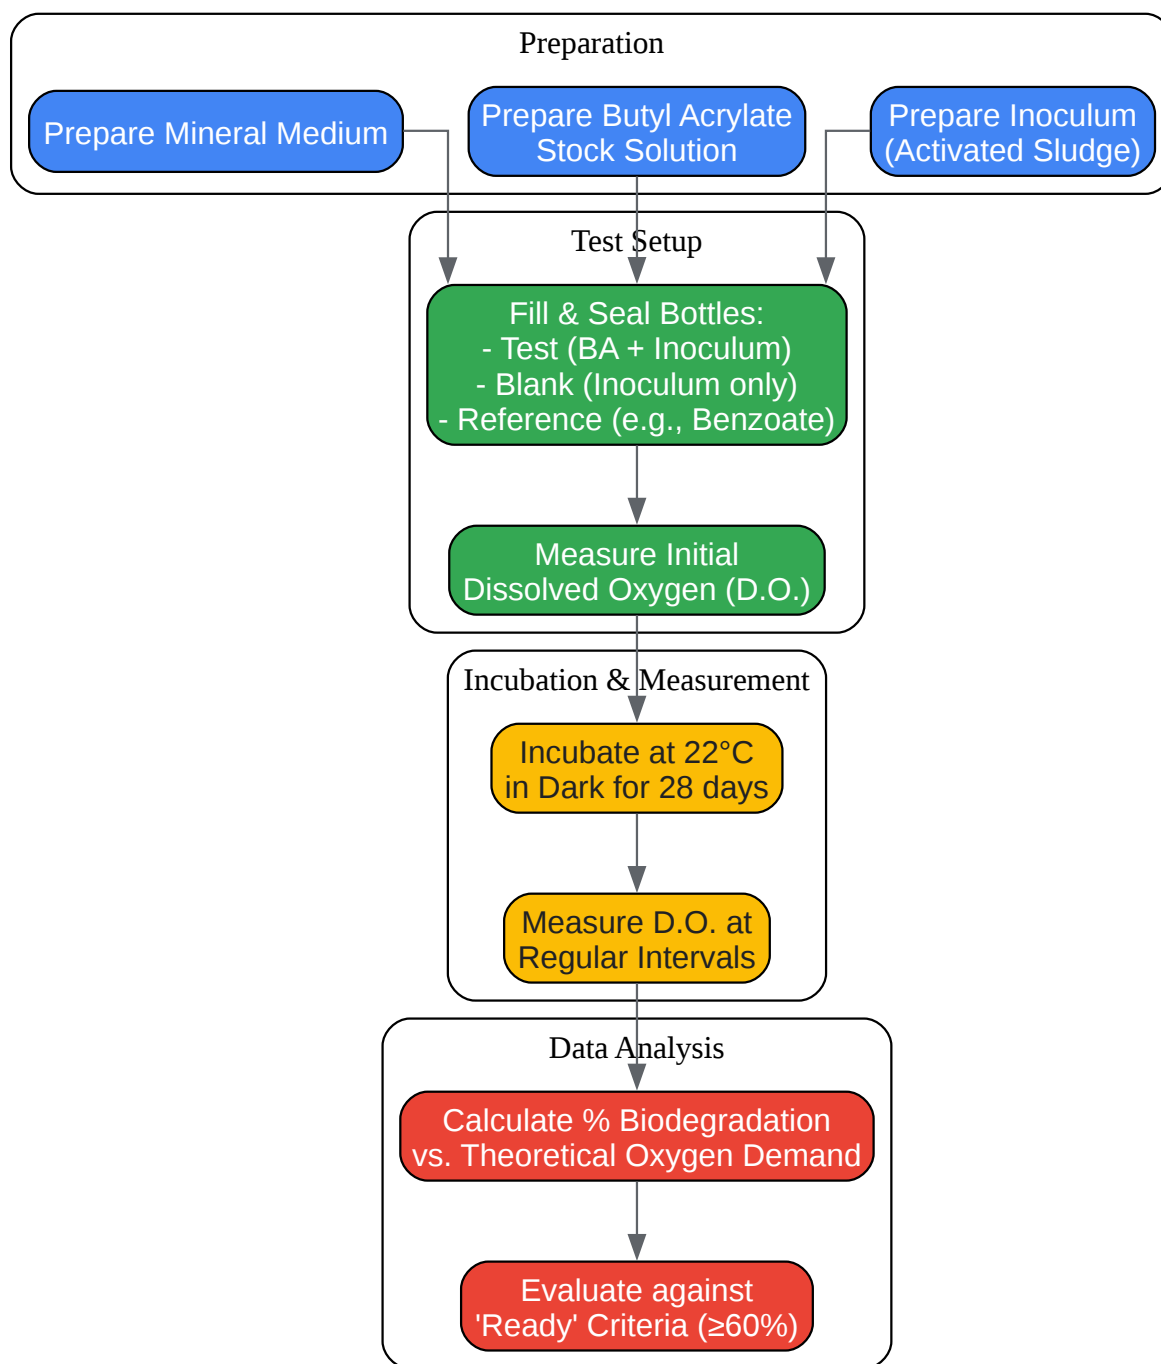 Preparation
Prepare Mineral Medium
Prepare Butyl Acrylate
Stock Solution
Prepare Inoculum
(Activated Sludge)
Test Setup
Fill & Seal Bottles:
- Test (BA + Inoculum)
- Blank (Inoculum only)
- Reference (e.g., Benzoate)
Measure Initial
Dissolved Oxygen (D.O.)
Incubation & Measurement
Incubate at 22°C
in Dark for 28 days
Measure D.O. at
Regular Intervals
Data Analysis
Calculate % Biodegradation
vs. Theoretical Oxygen Demand
Evaluate against
'Ready' Criteria (≥60%)